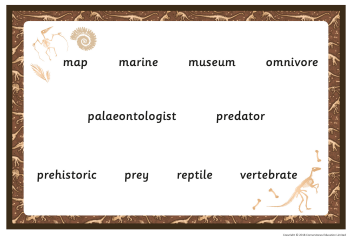 map marine museum omnivore
palaeontologist predator
prehistoric prey reptile vertebrate